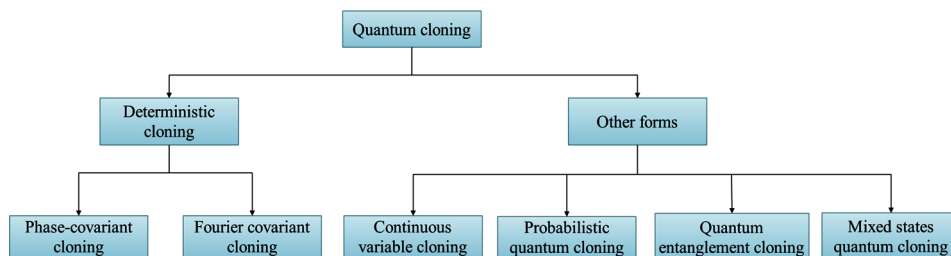 Quantum cloning
Deterministic
cloning
Other forms
Phase-covariant
cloning
Fourier covariant
cloning
Continuous
variable cloning
Probabilistic
quantum cloning
Quantum
entanglement cloning
Mixed states
quantum cloning